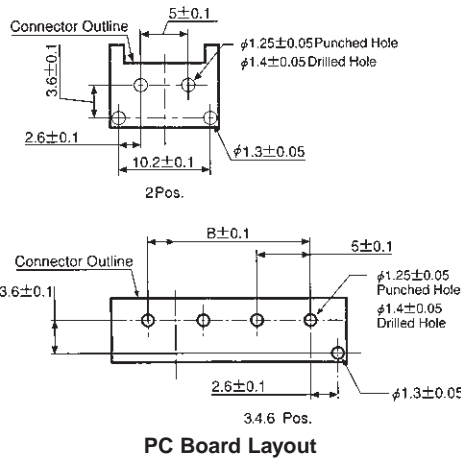 5±0.1
Connector Outline
φ1.25±0.05 Punched Hole
φ1.4±0.05 Drilled Hole
3.6±0.1
2.6±0.1
10.2±0.1
φ1.3±0.05
2Pos.
B±0.1
5±0.1
Connector Outline
3.6±0.1
φ1.25±0.05
Punched Hole
φ1.4±0.05
Drilled Hole
2.6±0.1
φ1.3±0.05
3.4.6 Pos.
PC Board Layout